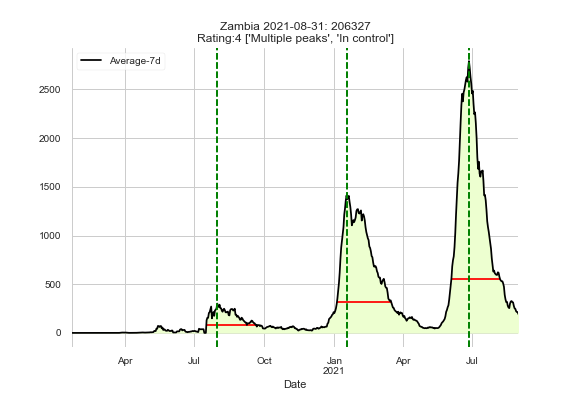 Zambia 2021-08-31: 206327
Rating:4 ['Multiple peaks', 'In control']
Average-7d
2500
2000
1500
1000
500
0
Apr Jul Oct Jan Apr Jul
2021
Date